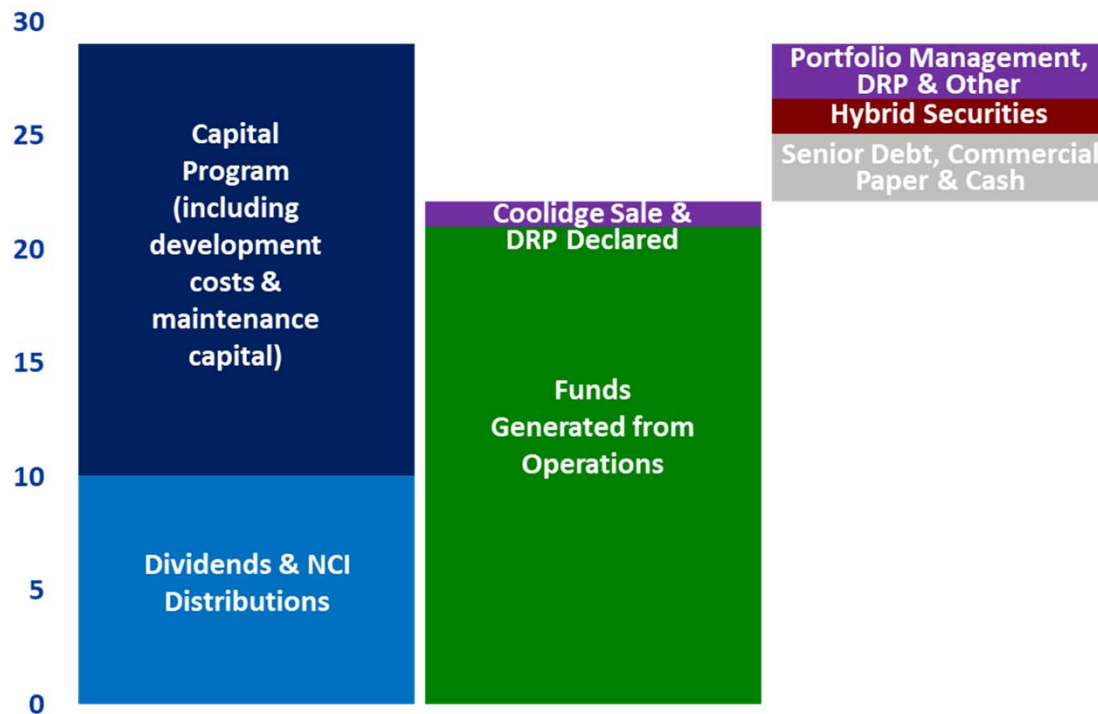 30
25
20
15
10
5
0
Capital
Program
(including
development
costs &
maintenance
capital)
Dividends & NCI
Distributions
Coolidge Sale &
DRP Declared
Funds
Generated from
Operations
Portfolio Management,
DRP & Other
Hybrid Securities
Senior Debt, Commercial
Paper & Cash